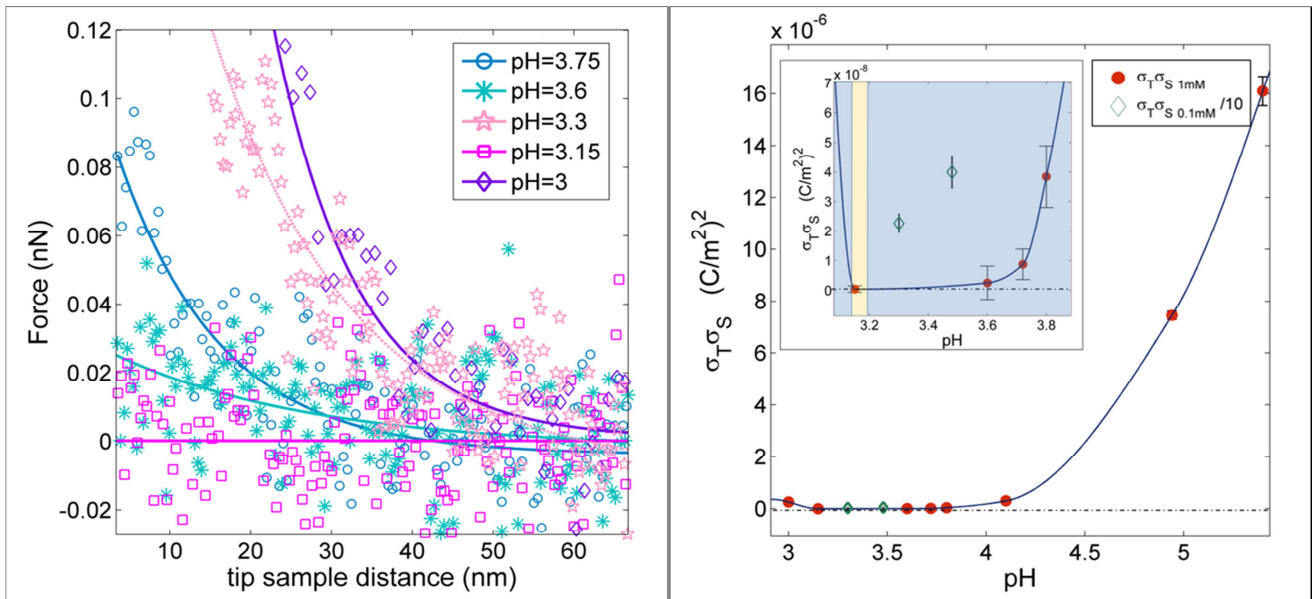 0.12
0.1
0.08
0.06
0.04
0.02
0
-0.02
Force (nN)
10 20 30 40 50 60
tip sample distance (nm)
pH=3.75
pH=3.6
pH=3.3
pH=3.15
pH=3
x 10⁻⁶
16
14
12
10
8
6
4
2
0
σTσS (C/m²)²
3 3.5 4 4.5 5
pH
σTσS 1mM
σTσS 0.1mM /10
x 10⁻⁸
7
6
5
4
3
2
1
0
σTσS (C/m²)²
3.2 3.4 3.6 3.8
pH